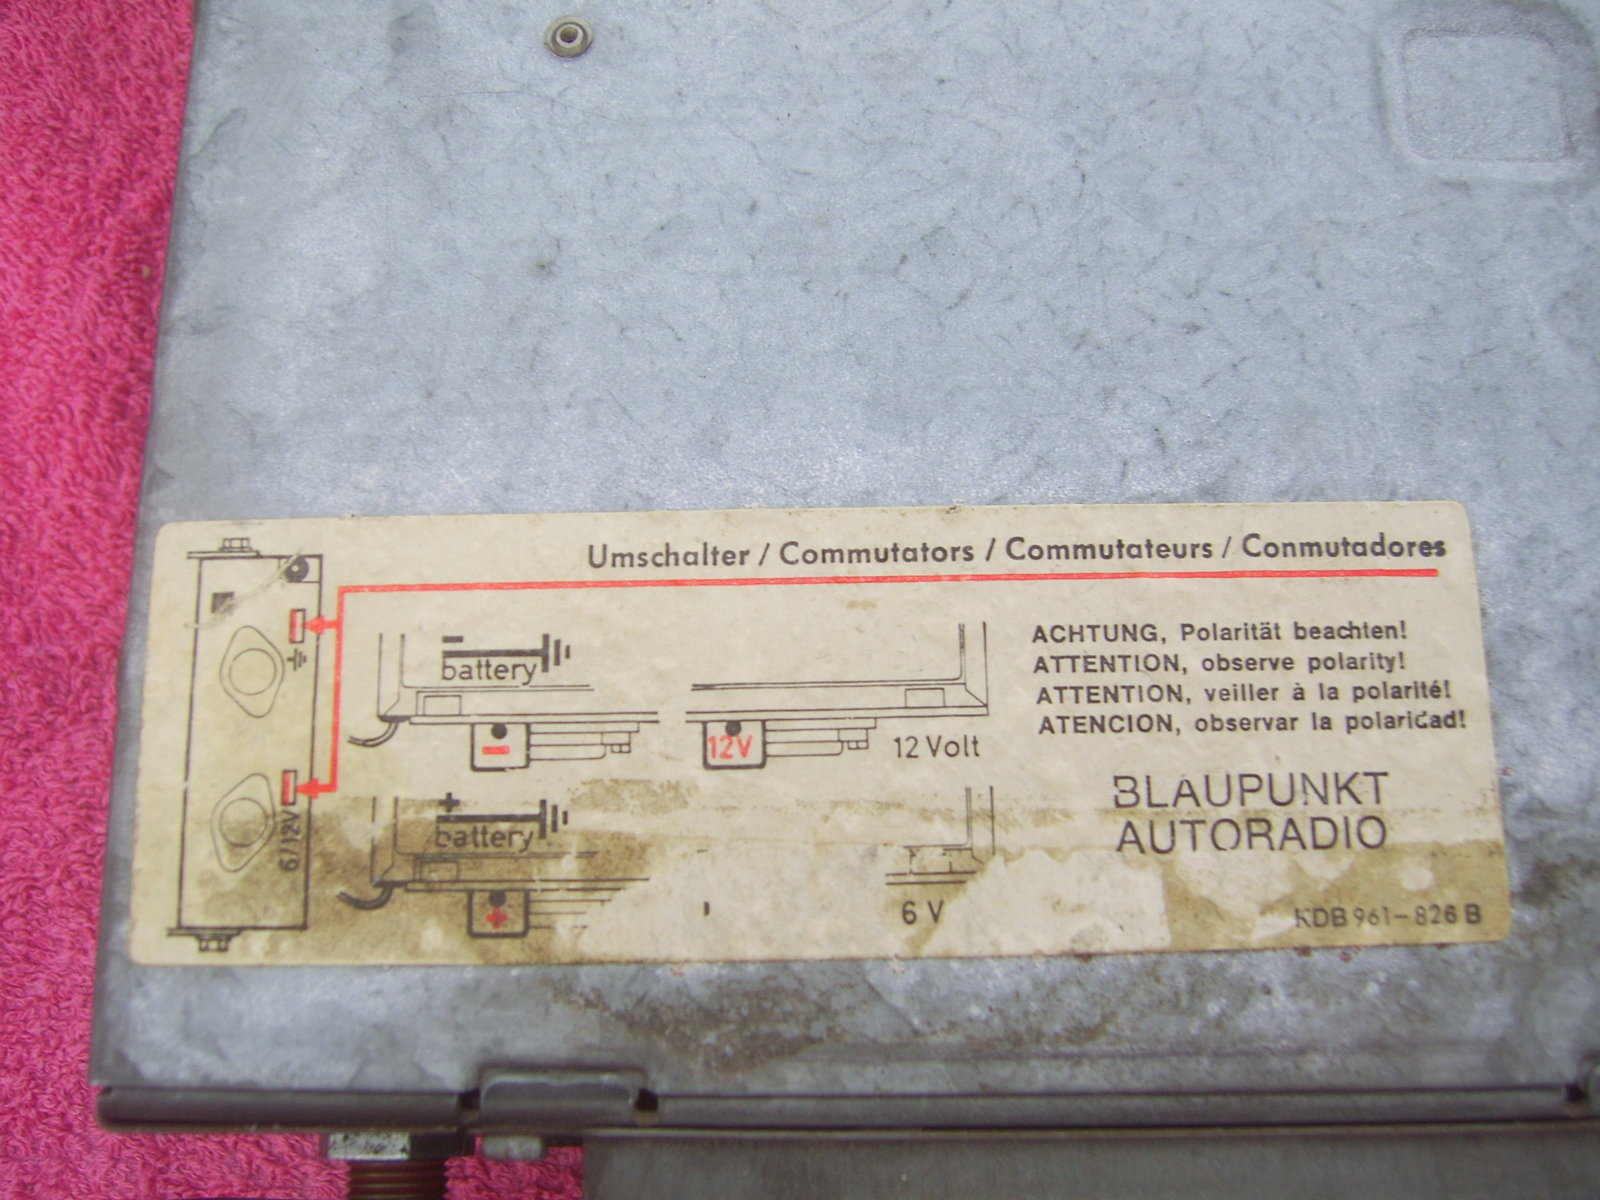 Umschalter / Commutators / Commutateurs / Conmutadores
ACHTUNG, Polarität beachten!
ATTENTION, observe polarity!
ATTENTION, veiller à la polarité!
ATENCION, observar la polaridad!
− battery
−
12V
12 Volt
6/12V
+ battery
+
6 V
BLAUPUNKT
AUTORADIO
KDB 961-826 B